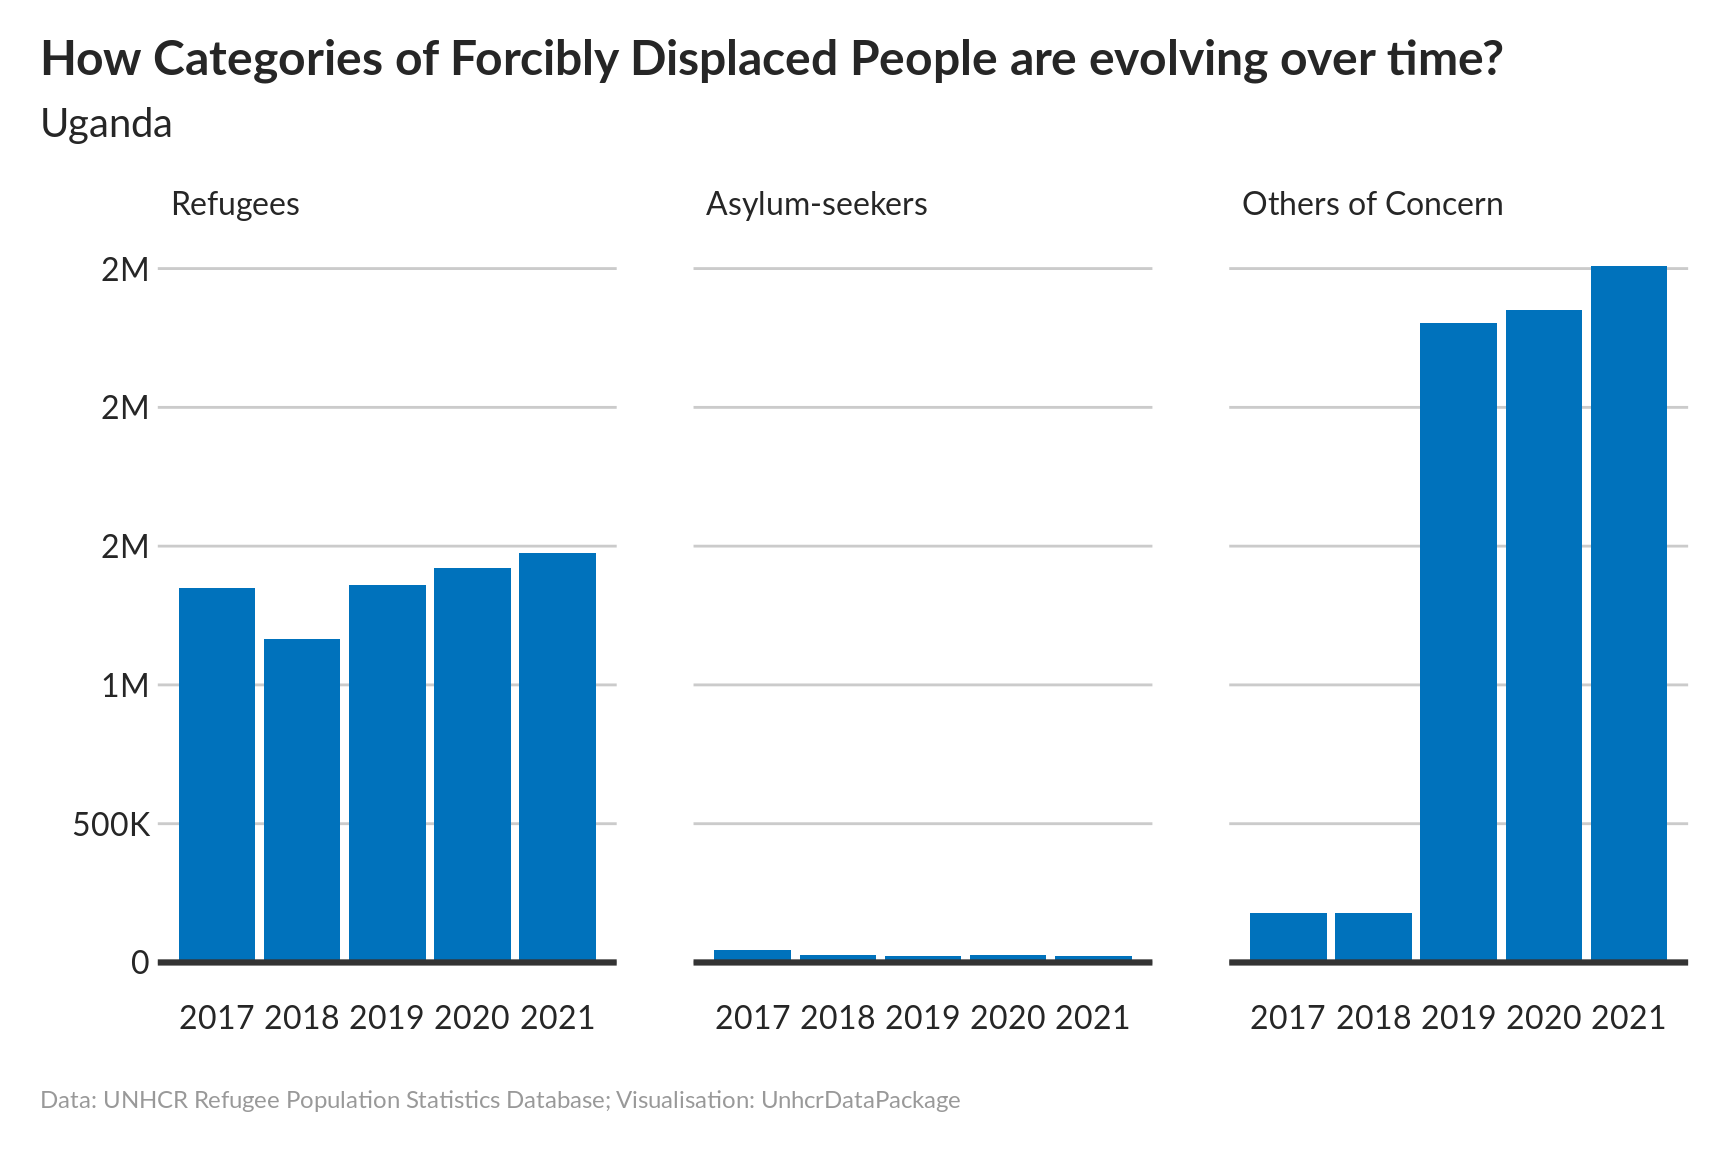 How Categories of Forcibly Displaced People are evolving over time?
Uganda
Refugees
Asylum-seekers
Others of Concern
2M
2M
2M
1M
500K
0
2017 2018 2019 2020 2021
2017 2018 2019 2020 2021
2017 2018 2019 2020 2021
Data: UNHCR Refugee Population Statistics Database; Visualisation: UnhcrDataPackage